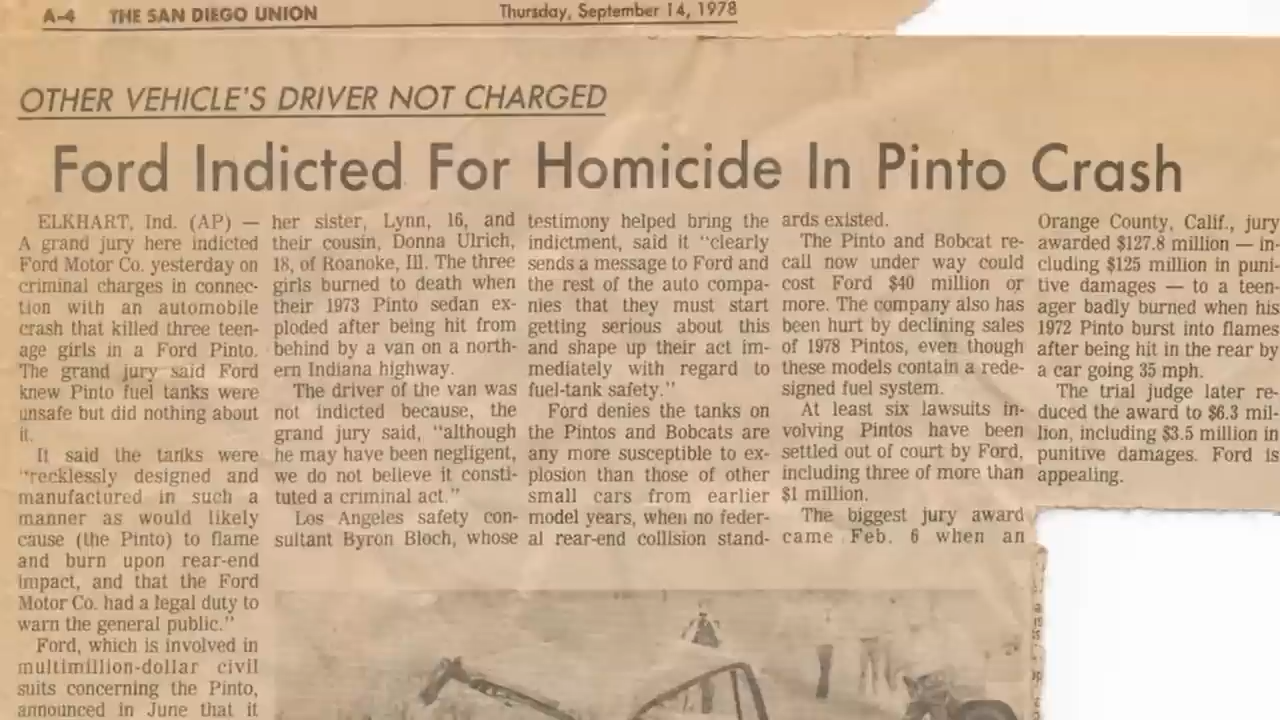 A-4 THE SAN DIEGO UNION Thursday, September 14, 1978
OTHER VEHICLE'S DRIVER NOT CHARGED
Ford Indicted For Homicide In Pinto Crash
ELKHART, Ind. (AP) —
A grand jury here indicted
Ford Motor Co. yesterday on
criminal charges in connec-
tion with an automobile
crash that killed three teen-
age girls in a Ford Pinto.
The grand jury said Ford
knew Pinto fuel tanks were
unsafe but did nothing about
it.
It said the tanks were
"recklessly designed and
manufactured in such a
manner as would likely
cause (the Pinto) to flame
and burn upon rear-end
impact, and that the Ford
Motor Co. had a legal duty to
warn the general public."
Ford, which is involved in
multimillion-dollar civil
suits concerning the Pinto,
announced in June that it
her sister, Lynn, 16, and
their cousin, Donna Ulrich,
18, of Roanoke, Ill. The three
girls burned to death when
their 1973 Pinto sedan ex-
ploded after being hit from
behind by a van on a north-
ern Indiana highway.
The driver of the van was
not indicted because, the
grand jury said, "although
he may have been negligent,
we do not believe it consti-
tuted a criminal act."
Los Angeles safety con-
sultant Byron Bloch, whose
testimony helped bring the
indictment, said it "clearly
sends a message to Ford and
the rest of the auto compa-
nies that they must start
getting serious about this
and shape up their act im-
mediately with regard to
fuel-tank safety."
Ford denies the tanks on
the Pintos and Bobcats are
any more susceptible to ex-
plosion than those of other
small cars from earlier
model years, when no feder-
al rear-end collision stand-
ards existed.
The Pinto and Bobcat re-
call now under way could
cost Ford $40 million or
more. The company also has
been hurt by declining sales
of 1978 Pintos, even though
these models contain a rede-
signed fuel system.
At least six lawsuits in-
volving Pintos have been
settled out of court by Ford,
including three of more than
$1 million.
The biggest jury award
came Feb. 6 when an
Orange County, Calif., jury
awarded $127.8 million — in-
cluding $125 million in puni-
tive damages — to a teen-
ager badly burned when his
1972 Pinto burst into flames
after being hit in the rear by
a car going 35 mph.
The trial judge later re-
duced the award to $6.3 mil-
lion, including $3.5 million in
punitive damages. Ford is
appealing.